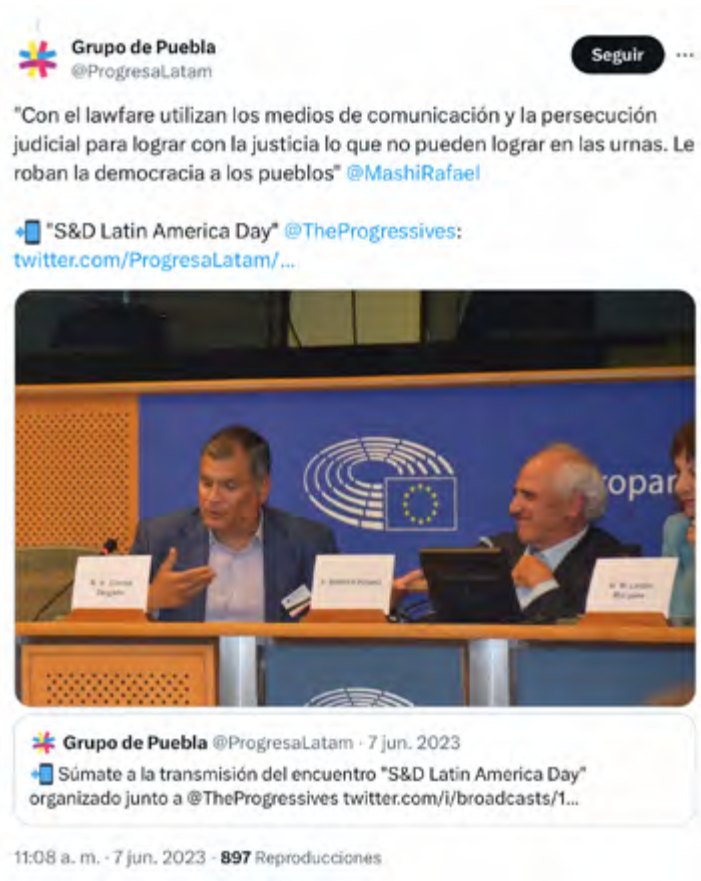 Grupo de Puebla
@ProgresaLatam
Seguir
"Con el lawfare utilizan los medios de comunicación y la persecución
judicial para lograr con la justicia lo que no pueden lograr en las urnas. Le
roban la democracia a los pueblos" @MashiRafael
"S&D Latin America Day" @TheProgressives:
twitter.com/ProgresaLatam/...
ropar
Grupo de Puebla @ProgresaLatam · 7 jun. 2023
Súmate a la transmisión del encuentro "S&D Latin America Day"
organizado junto a @TheProgressives twitter.com/i/broadcasts/1...
11:08 a. m. · 7 jun. 2023 · 897 Reproducciones